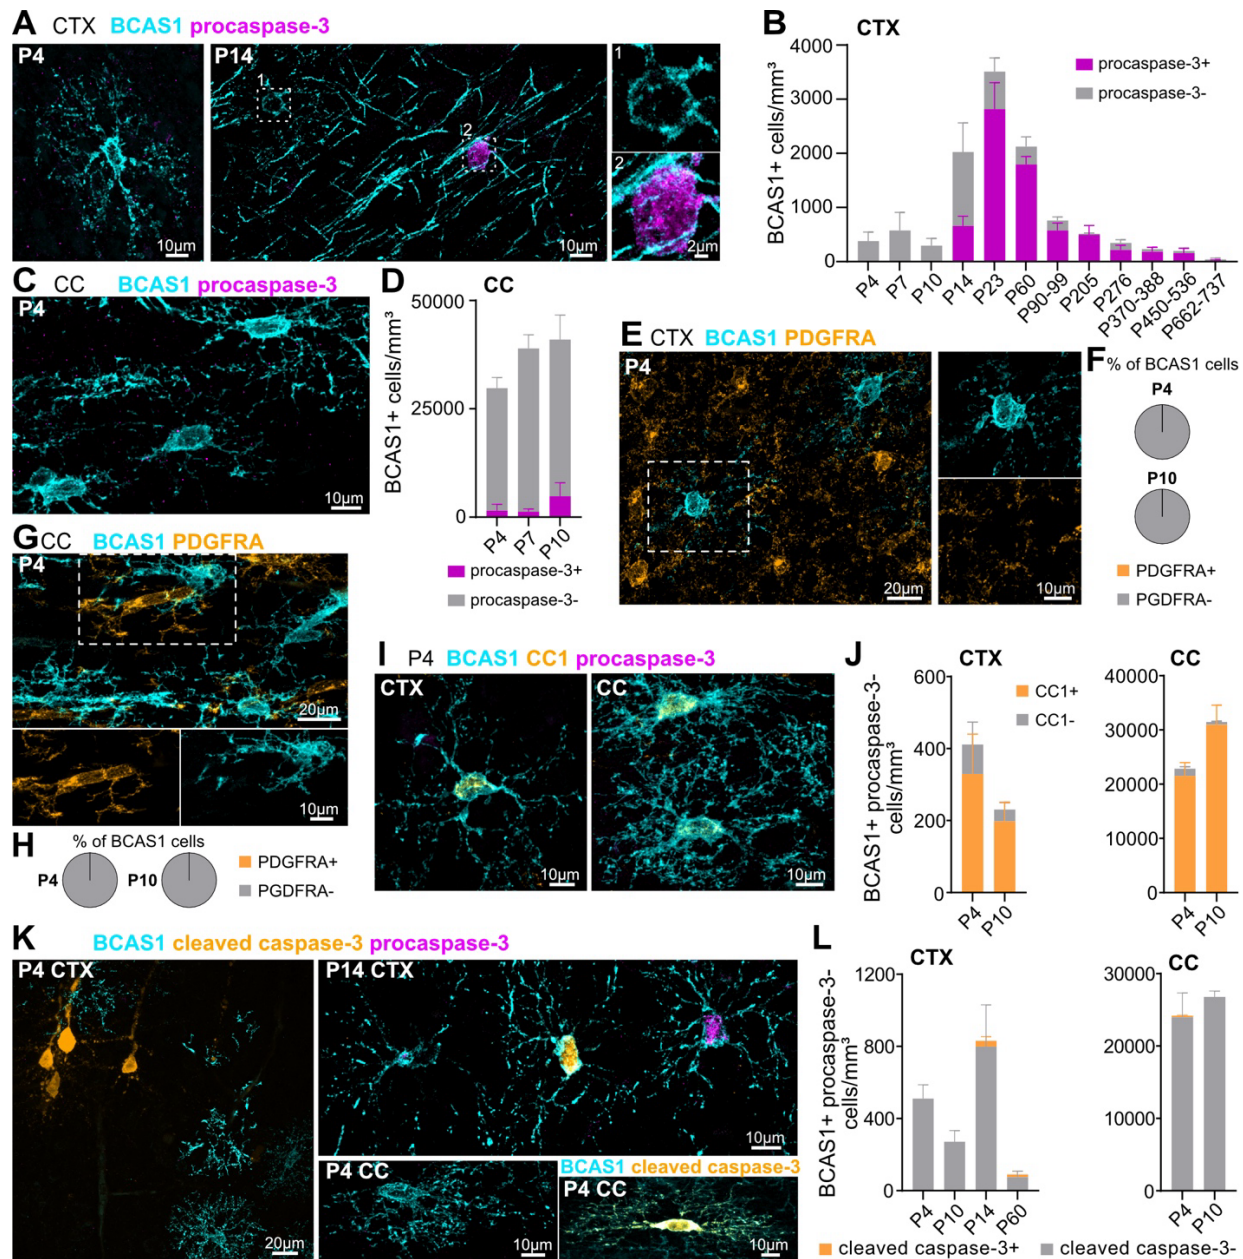 A CTX BCAS1 procaspase-3
P4
10µm
P14
1
2
10µm
1
2
2µm
B CTX
BCAS1+ cells/mm³
4000
3000
2000
1000
0
procaspase-3+
procaspase-3-
P4
P7
P10
P14
P23
P60
P90-99
P205
P276
P370-388
P450-536
P662-737
C CC BCAS1 procaspase-3
P4
10µm
D CC
BCAS1+ cells/mm³
50000
25000
0
P4
P7
P10
procaspase-3+
procaspase-3-
E CTX BCAS1 PDGFRA
P4
20µm
10µm
F % of BCAS1 cells
P4
P10
PDGFRA+
PGDFRA-
G CC BCAS1 PDGFRA
P4
20µm
10µm
H % of BCAS1 cells
P4
P10
PDGFRA+
PGDFRA-
I P4 BCAS1 CC1 procaspase-3
CTX
10µm
CC
10µm
J CTX
BCAS1+ procaspase-3-
cells/mm³
600
400
200
0
P4
P10
CC1+
CC1-
CC
40000
30000
20000
10000
0
P4
P10
K BCAS1 cleaved caspase-3 procaspase-3
P4 CTX
20µm
P14 CTX
10µm
P4 CC
10µm
BCAS1 cleaved caspase-3
P4 CC
10µm
L CTX
BCAS1+ procaspase-3-
cells/mm³
1200
800
400
0
P4
P10
P14
P60
CC
30000
20000
10000
0
P4
P10
cleaved caspase-3+
cleaved caspase-3-